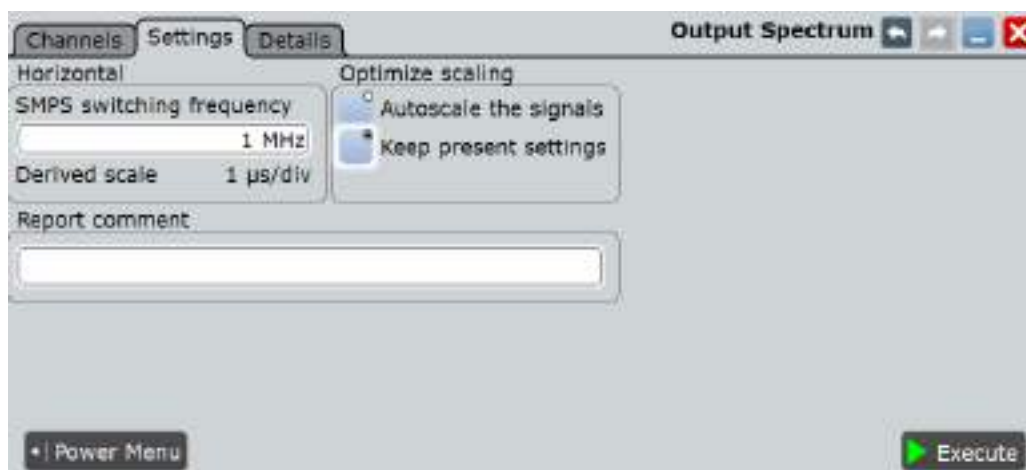 Channels Settings Details Output Spectrum
Horizontal Optimize scaling
SMPS switching frequency Autoscale the signals
1 MHz Keep present settings
Derived scale 1 µs/div
Report comment
Power Menu Execute